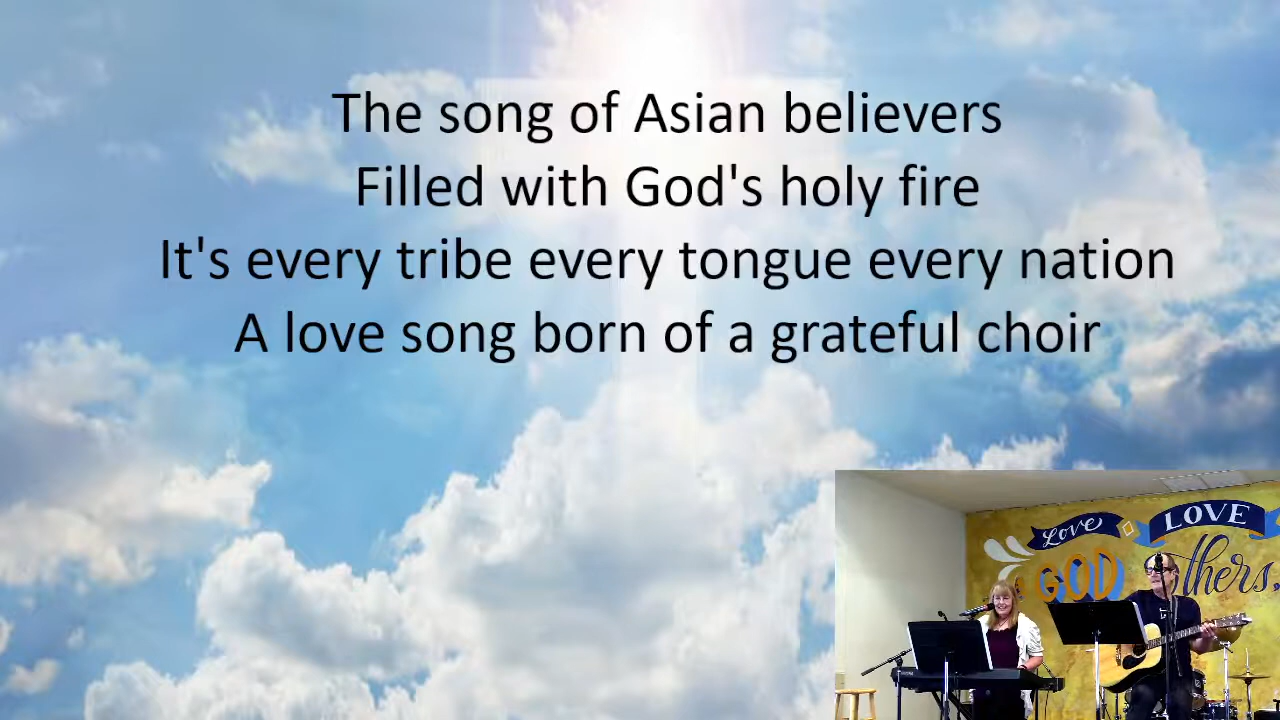 The song of Asian believers
Filled with God's holy fire
It's every tribe every tongue every nation
A love song born of a grateful choir
Love LOVE
GOD thers.